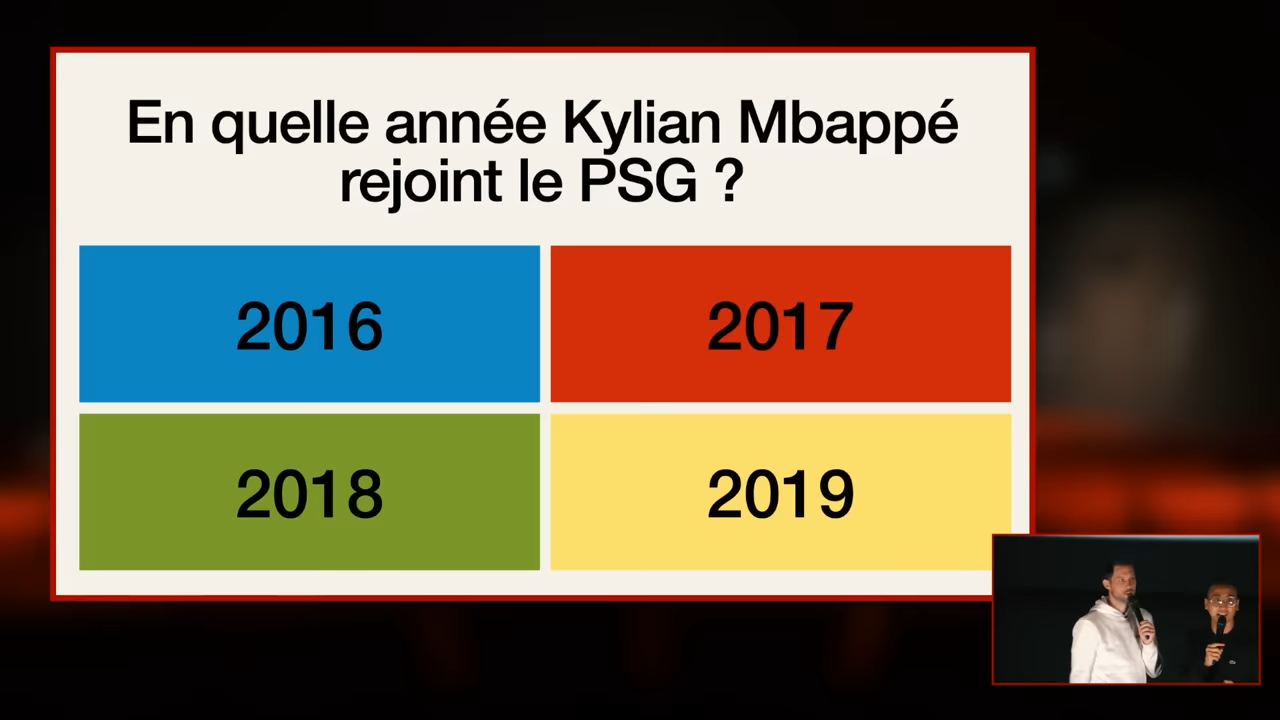 En quelle année Kylian Mbappé
rejoint le PSG ?
2016
2017
2018
2019